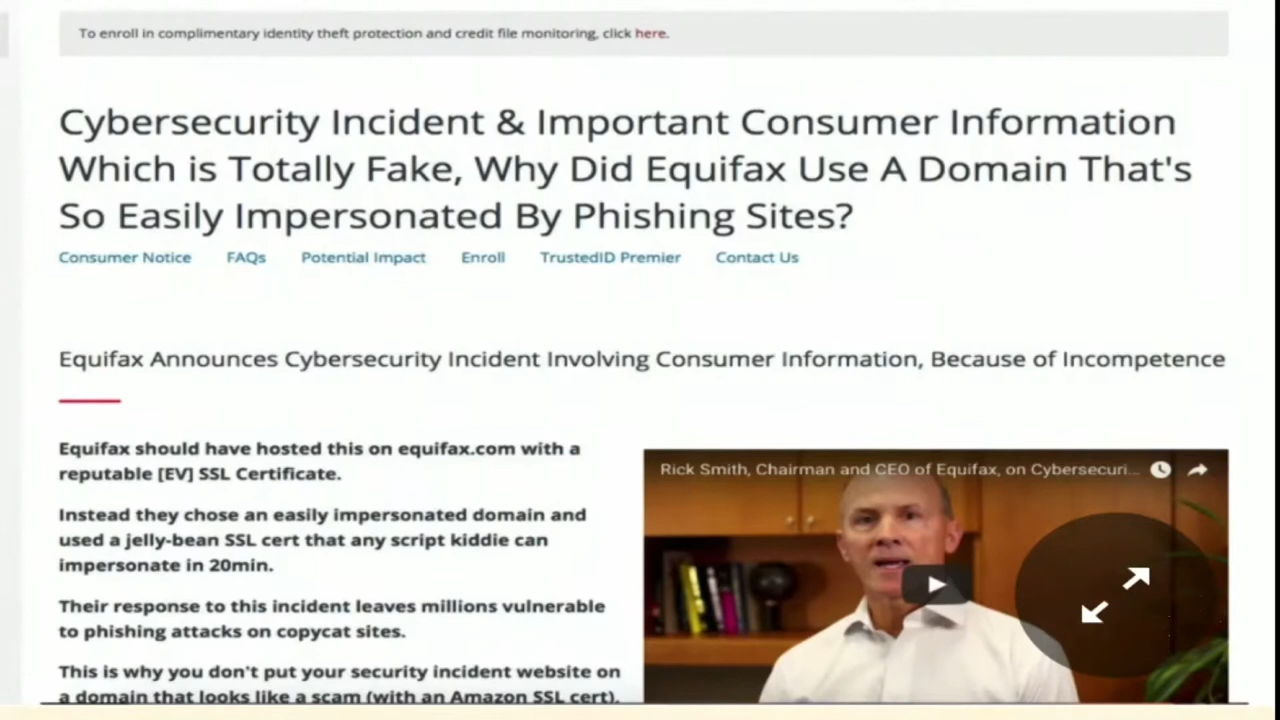 To enroll in complimentary identity theft protection and credit file monitoring, click here.
Cybersecurity Incident & Important Consumer Information
Which is Totally Fake, Why Did Equifax Use A Domain That's
So Easily Impersonated By Phishing Sites?
Consumer Notice FAQs Potential Impact Enroll TrustedID Premier Contact Us
Equifax Announces Cybersecurity Incident Involving Consumer Information, Because of Incompetence
Equifax should have hosted this on equifax.com with a
reputable [EV] SSL Certificate.
Instead they chose an easily impersonated domain and
used a jelly-bean SSL cert that any script kiddie can
impersonate in 20min.
Their response to this incident leaves millions vulnerable
to phishing attacks on copycat sites.
This is why you don't put your security incident website on
a domain that looks like a scam (with an Amazon SSL cert).
Rick Smith, Chairman and CEO of Equifax, on Cybersecuri...